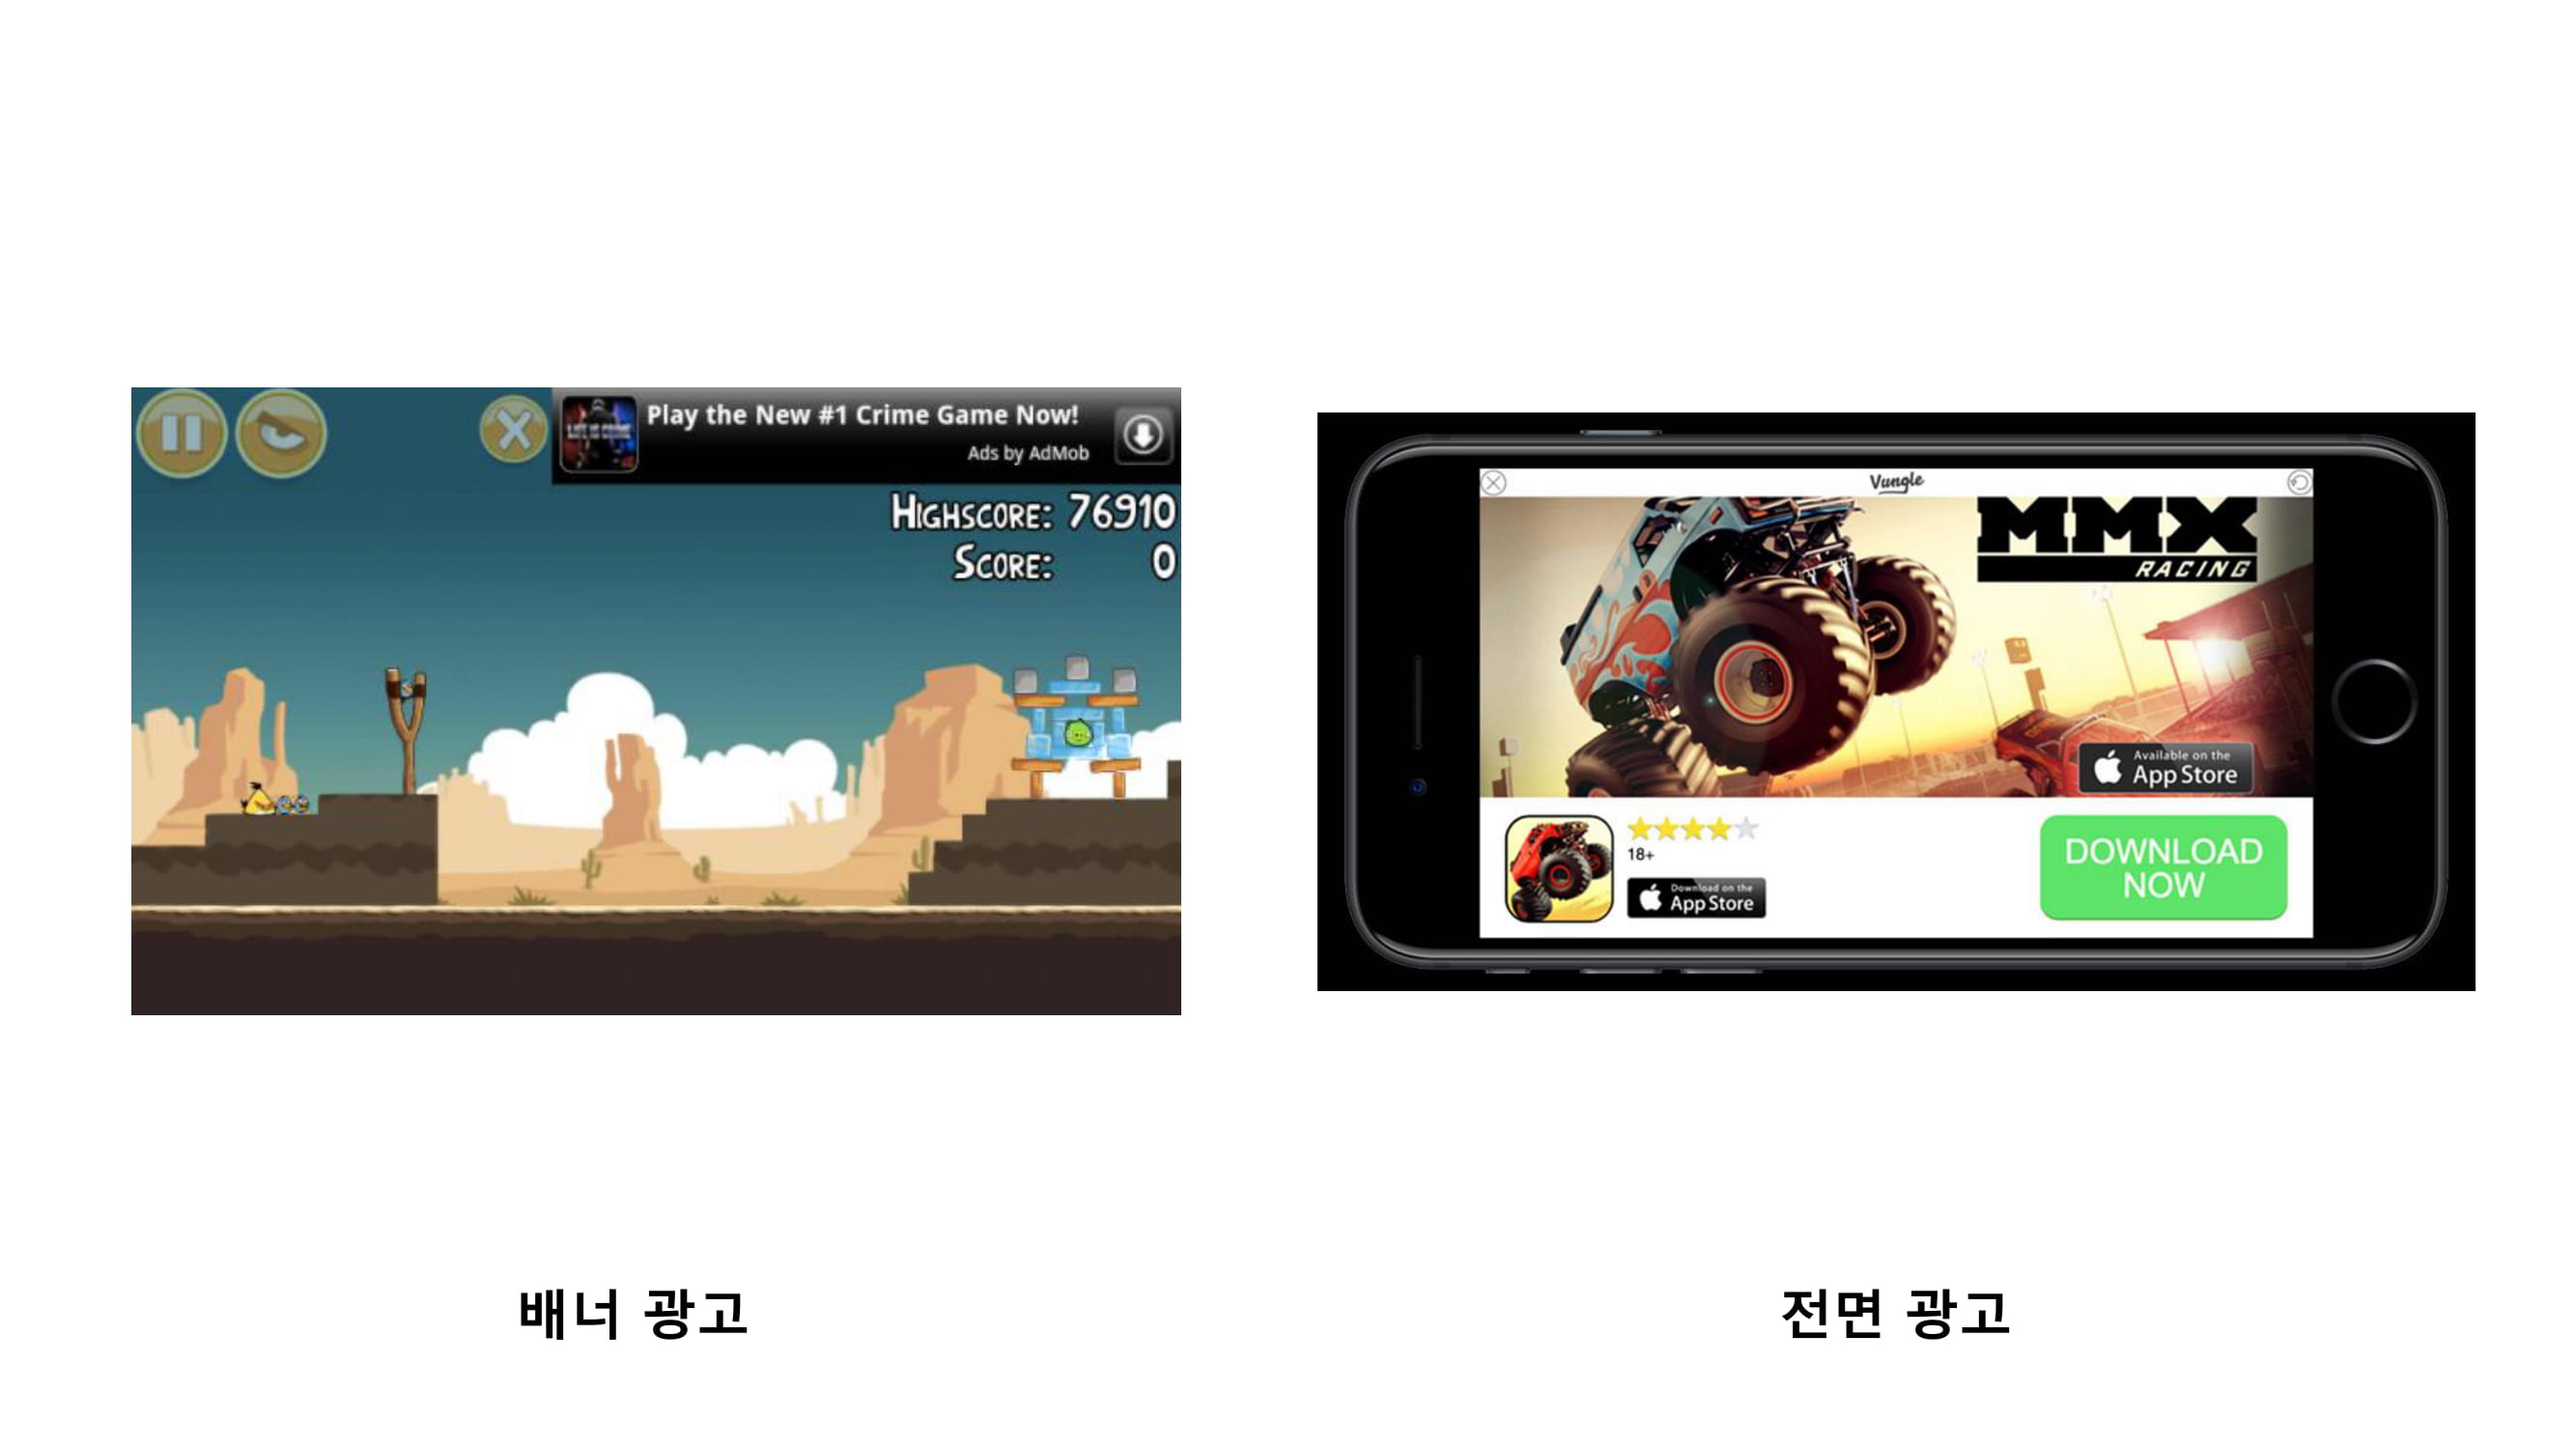 Play the New #1 Crime Game Now!
Ads by AdMob
HIGHSCORE: 76910
SCORE: 0
Vungle
MMX
RACING
Available on the
App Store
18+
Download on the
App Store
DOWNLOAD
NOW
배너 광고
전면 광고